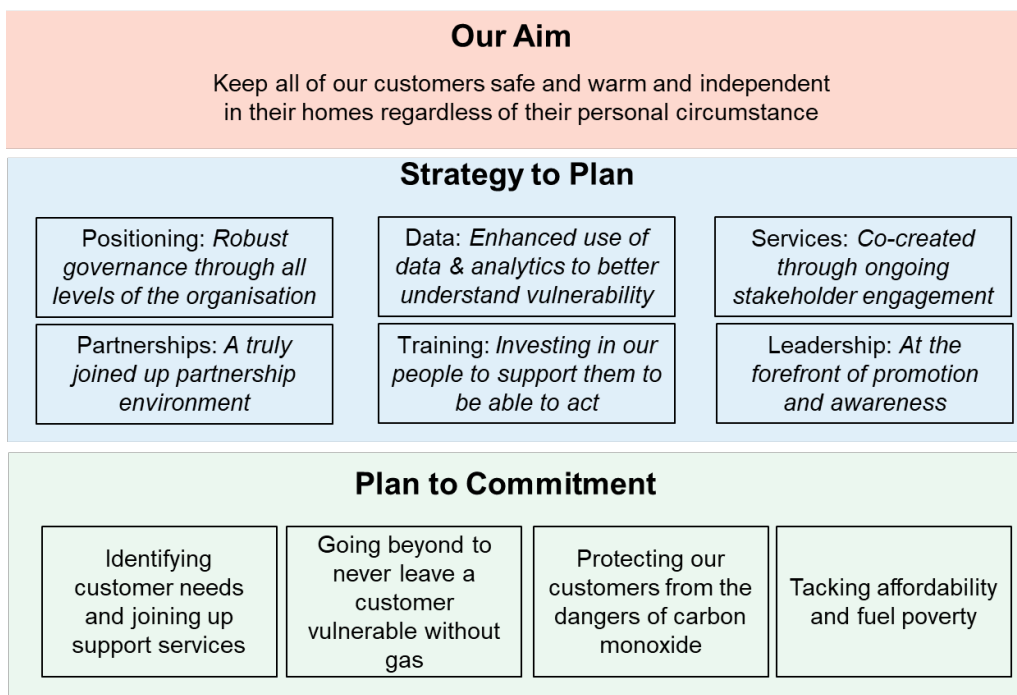 Our Aim
Keep all of our customers safe and warm and independent
in their homes regardless of their personal circumstance
Strategy to Plan
Positioning: Robust
governance through all
levels of the organisation
Data: Enhanced use of
data & analytics to better
understand vulnerability
Services: Co-created
through ongoing
stakeholder engagement
Partnerships: A truly
joined up partnership
environment
Training: Investing in our
people to support them to
be able to act
Leadership: At the
forefront of promotion
and awareness
Plan to Commitment
Identifying
customer needs
and joining up
support services
Going beyond to
never leave a
customer
vulnerable without
gas
Protecting our
customers from the
dangers of carbon
monoxide
Tacking affordability
and fuel poverty